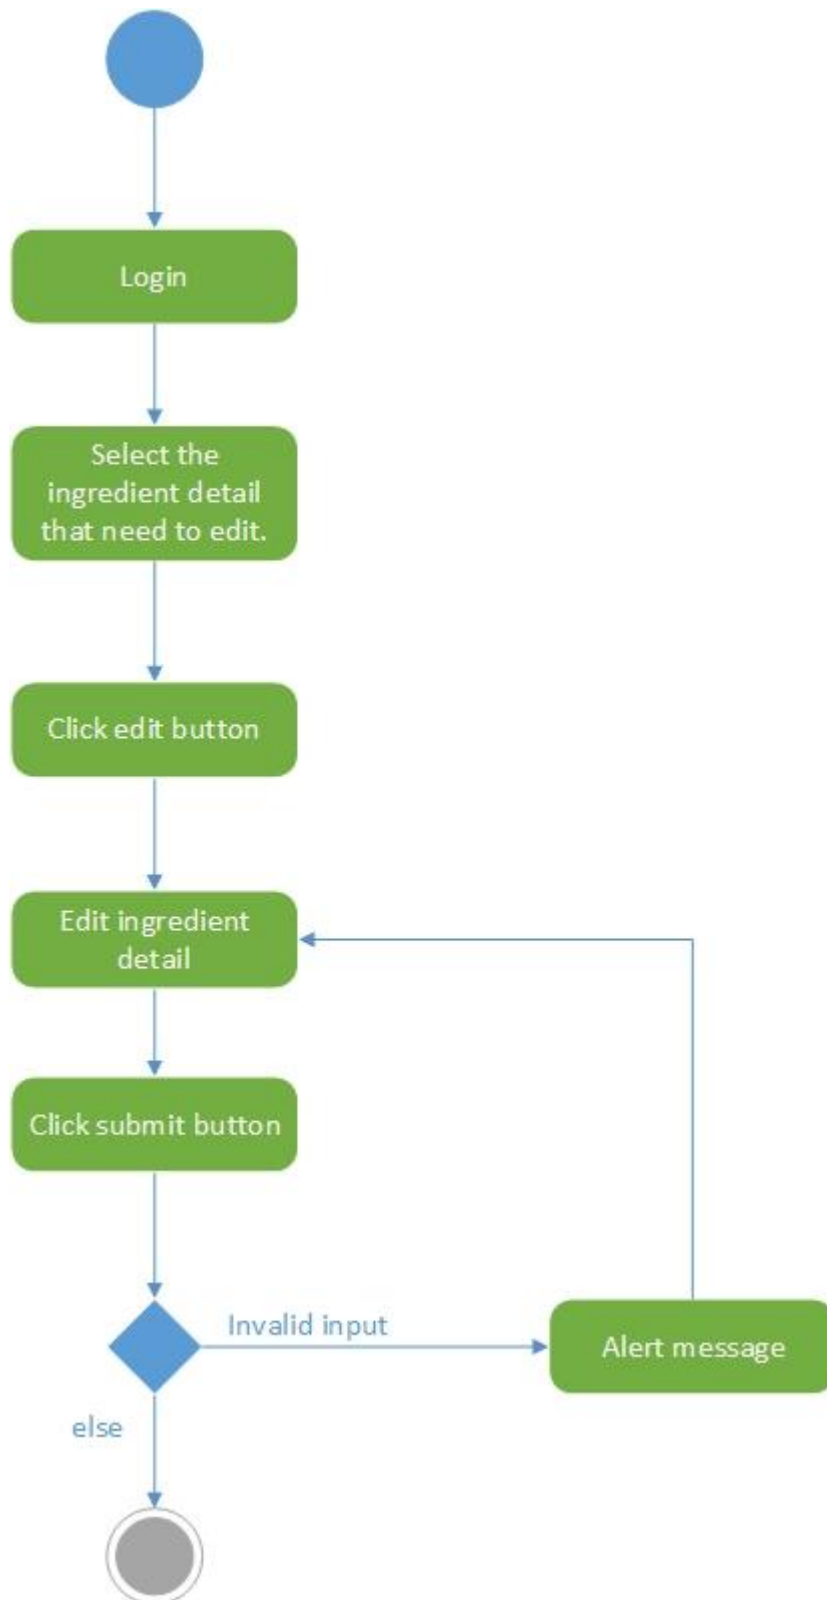 Login
Select the
ingredient detail
that need to edit.
Click edit button
Edit ingredient
detail
Click submit button
Invalid input
Alert message
else